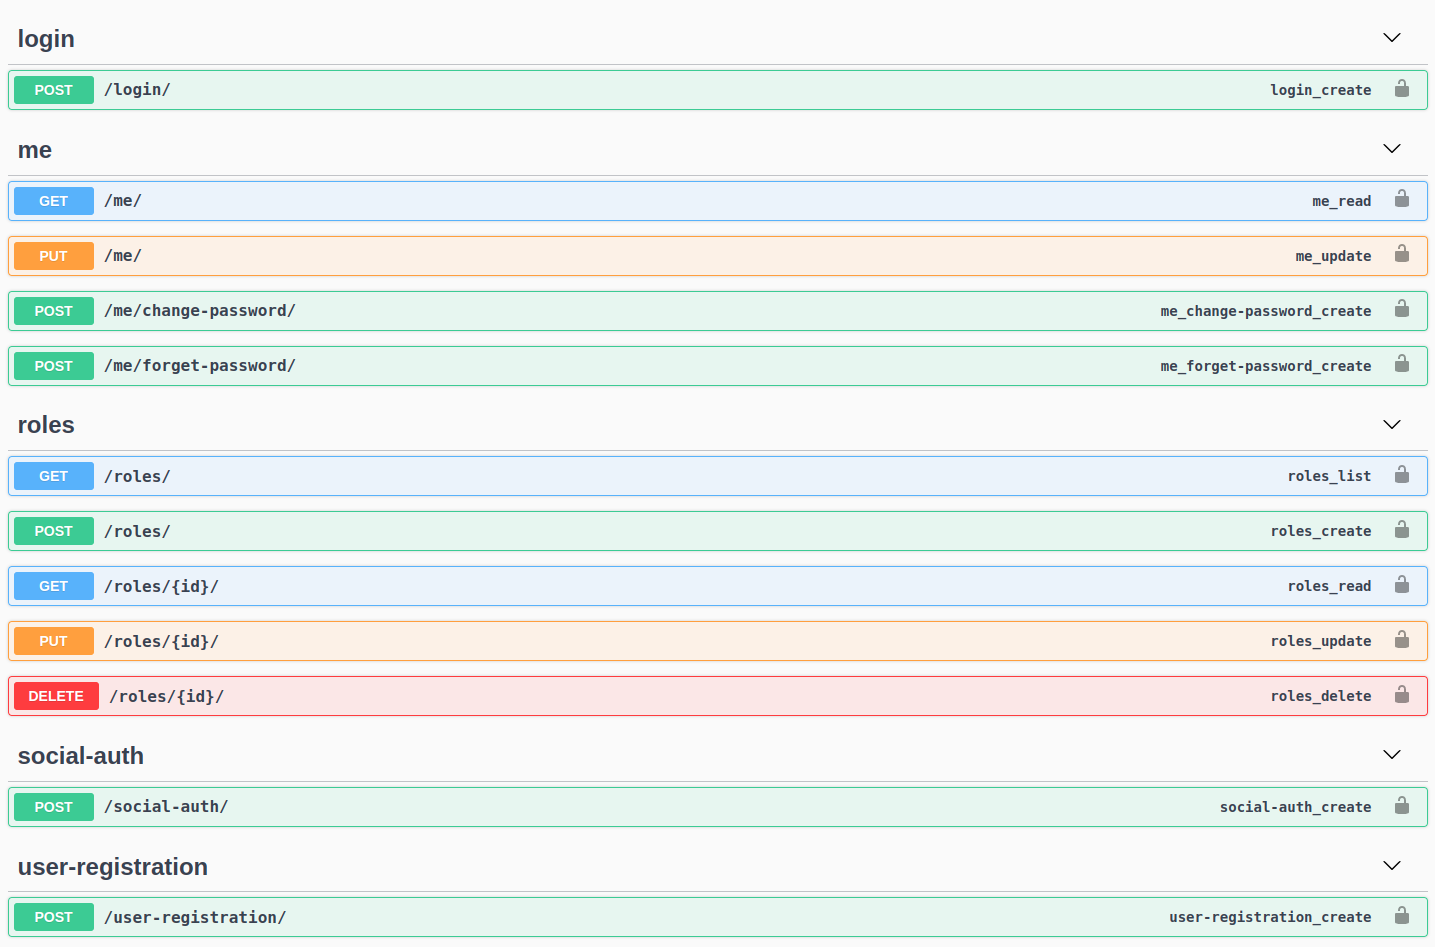 login
POST /login/ login_create
me
GET /me/ me_read
PUT /me/ me_update
POST /me/change-password/ me_change-password_create
POST /me/forget-password/ me_forget-password_create
roles
GET /roles/ roles_list
POST /roles/ roles_create
GET /roles/{id}/ roles_read
PUT /roles/{id}/ roles_update
DELETE /roles/{id}/ roles_delete
social-auth
POST /social-auth/ social-auth_create
user-registration
POST /user-registration/ user-registration_create